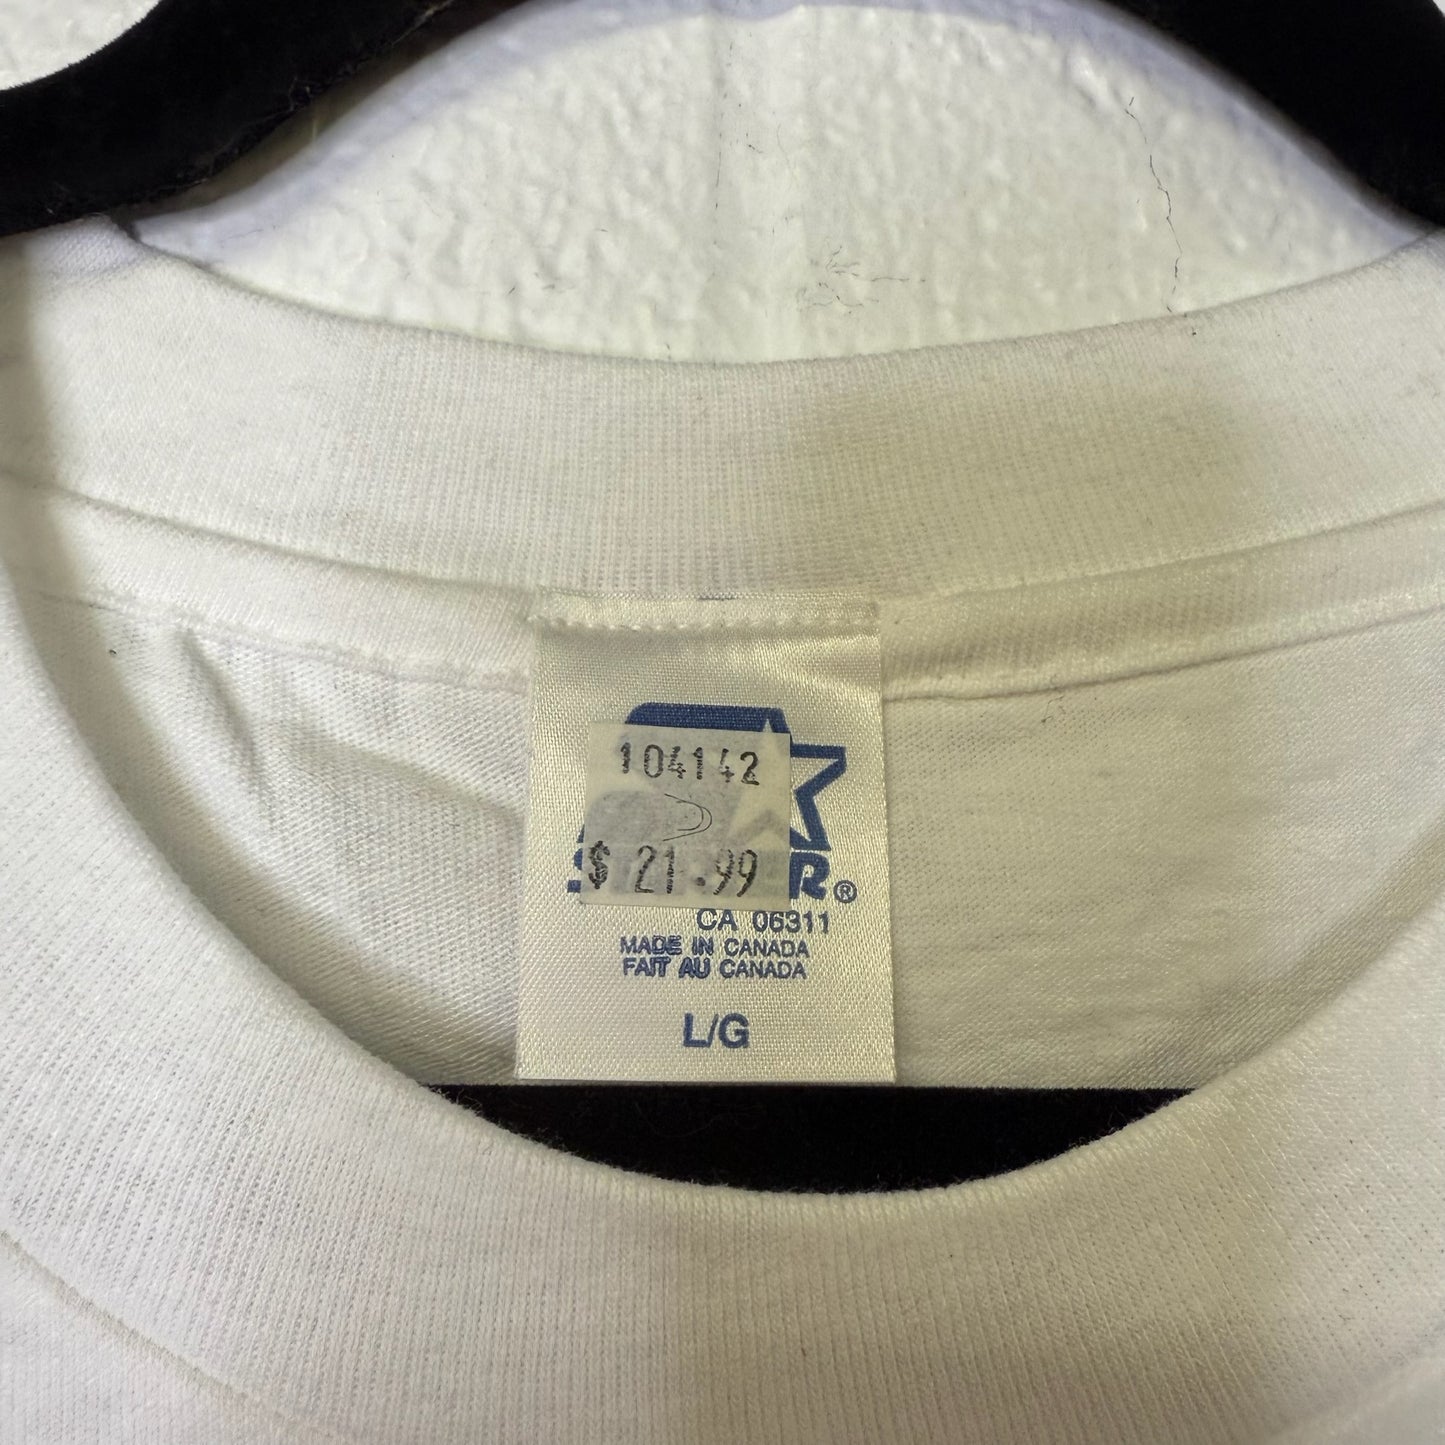 104142
$ 21.99
S R®
CA 06311
MADE IN CANADA
FAIT AU CANADA
L/G